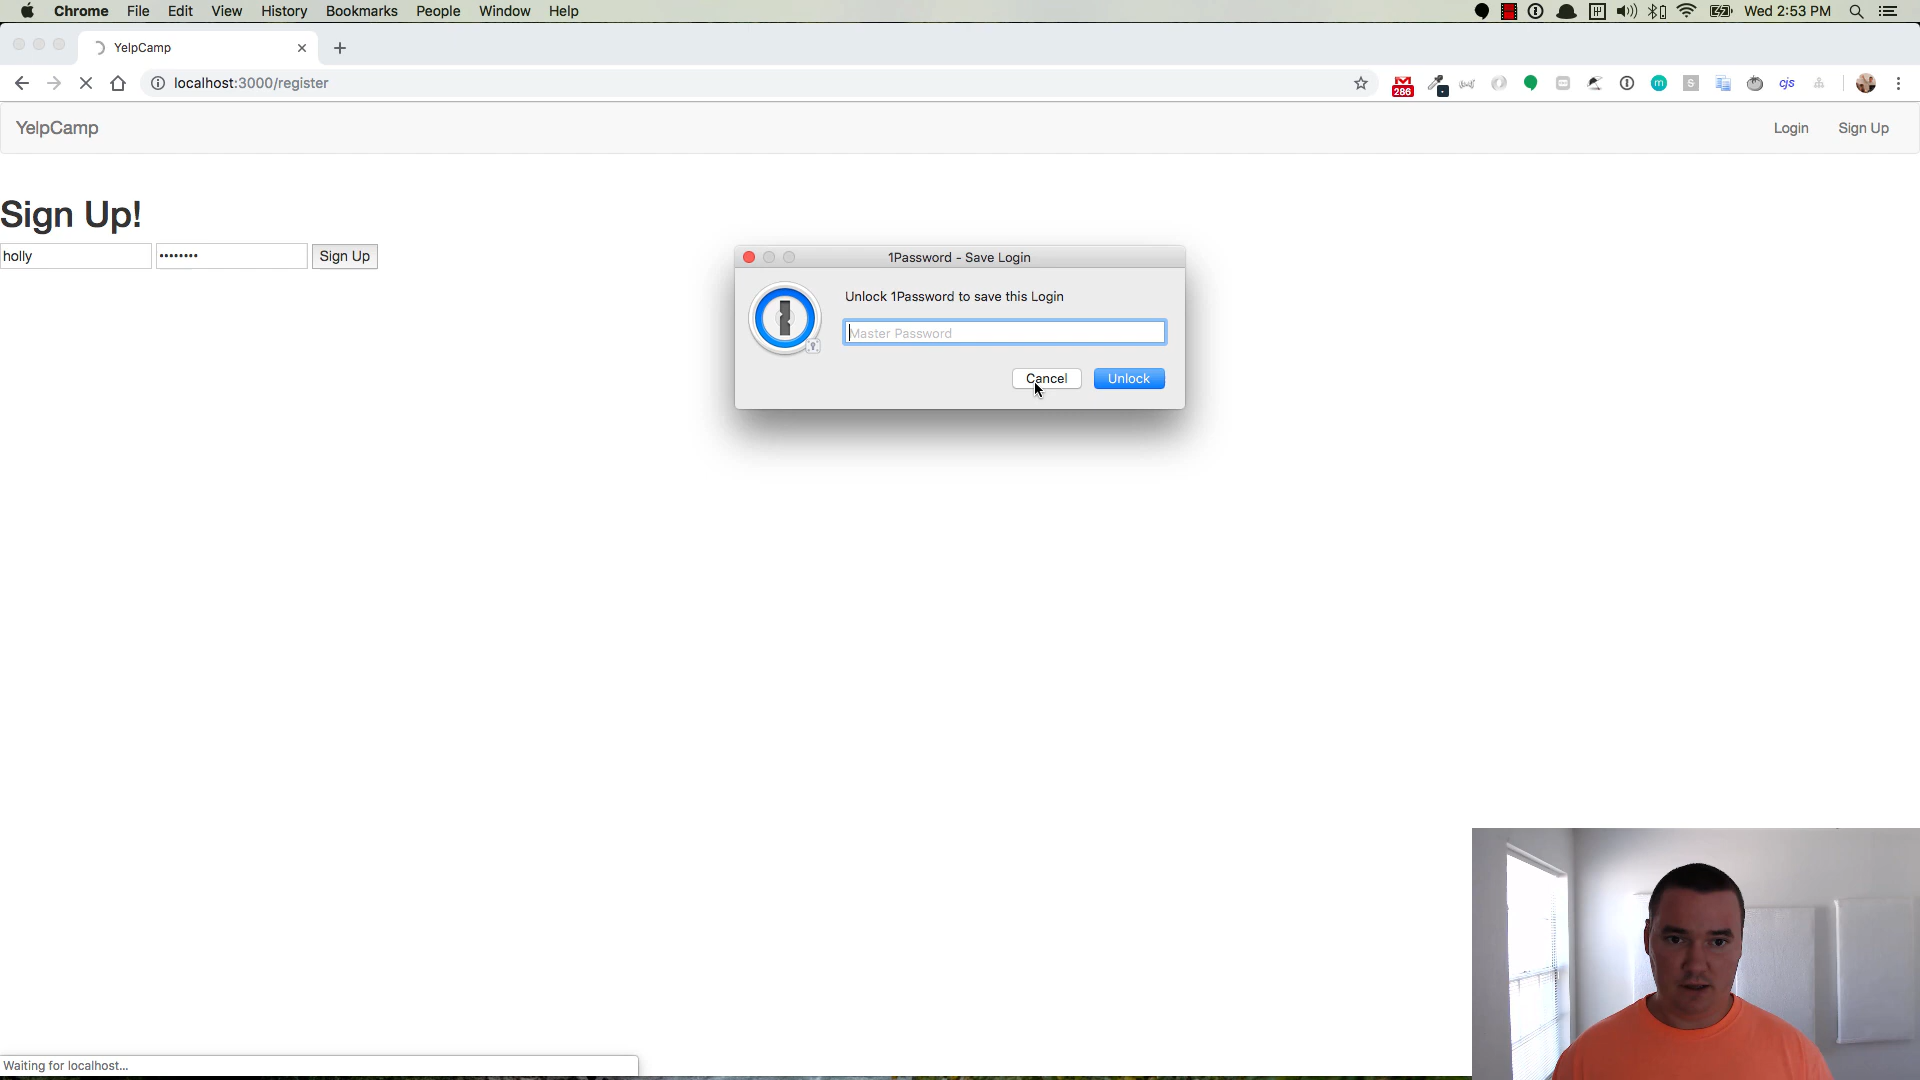 Chrome File Edit View History Bookmarks People Window Help Wed 2:53 PM
YelpCamp
localhost:3000/register
286
cjs
YelpCamp Login Sign Up
Sign Up!
holly •••••••• Sign Up
1Password - Save Login
Unlock 1Password to save this Login
Master Password
Cancel Unlock
Waiting for localhost...